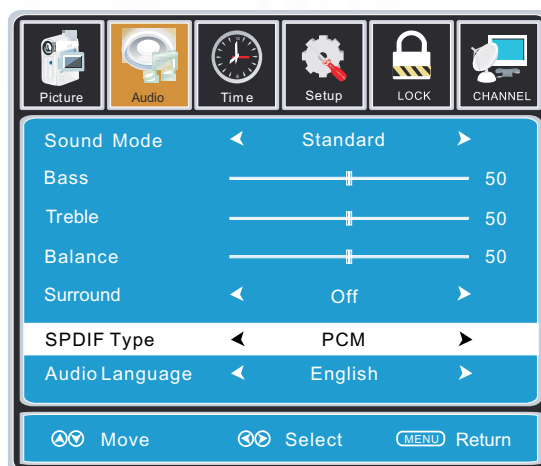 Picture Audio Time Setup LOCK CHANNEL
Sound Mode Standard
Bass 50
Treble 50
Balance 50
Surround Off
SPDIF Type PCM
Audio Language English
Move Select MENU Return